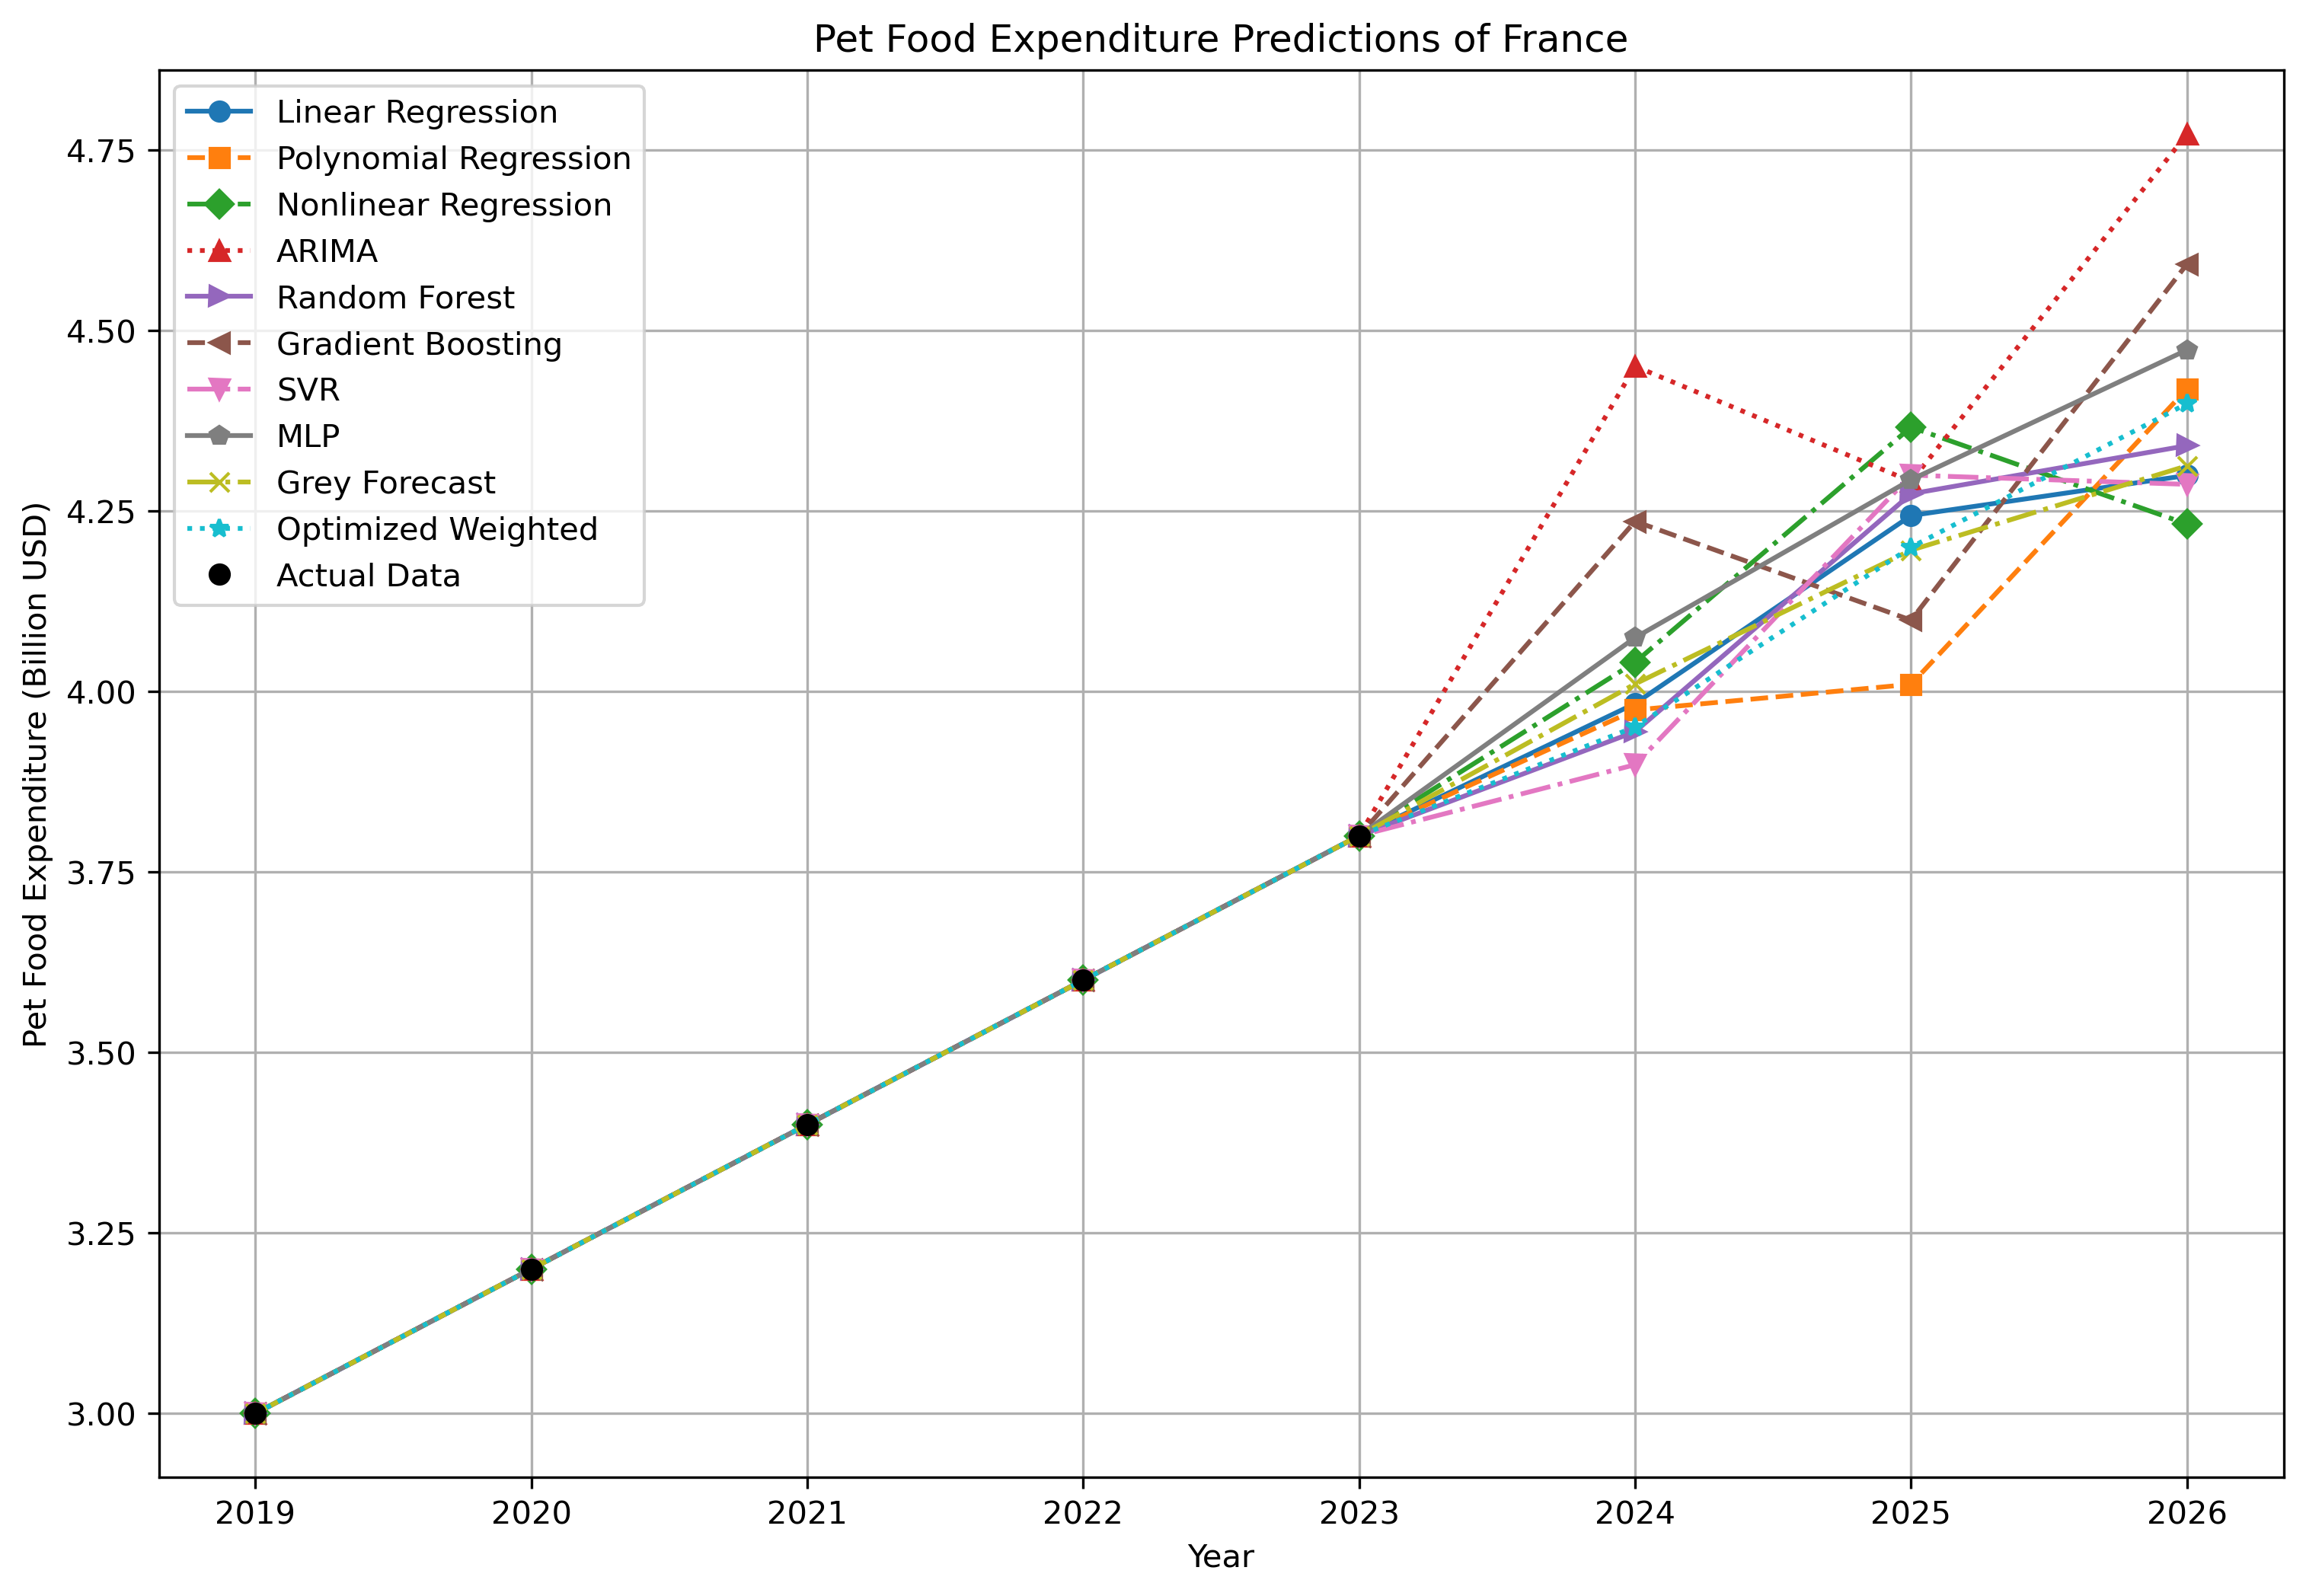 Pet Food Expenditure Predictions of France
Linear Regression
Polynomial Regression
Nonlinear Regression
ARIMA
Random Forest
Gradient Boosting
SVR
MLP
Grey Forecast
Optimized Weighted
Actual Data
Pet Food Expenditure (Billion USD)
4.75
4.50
4.25
4.00
3.75
3.50
3.25
3.00
2019 2020 2021 2022 2023 2024 2025 2026
Year